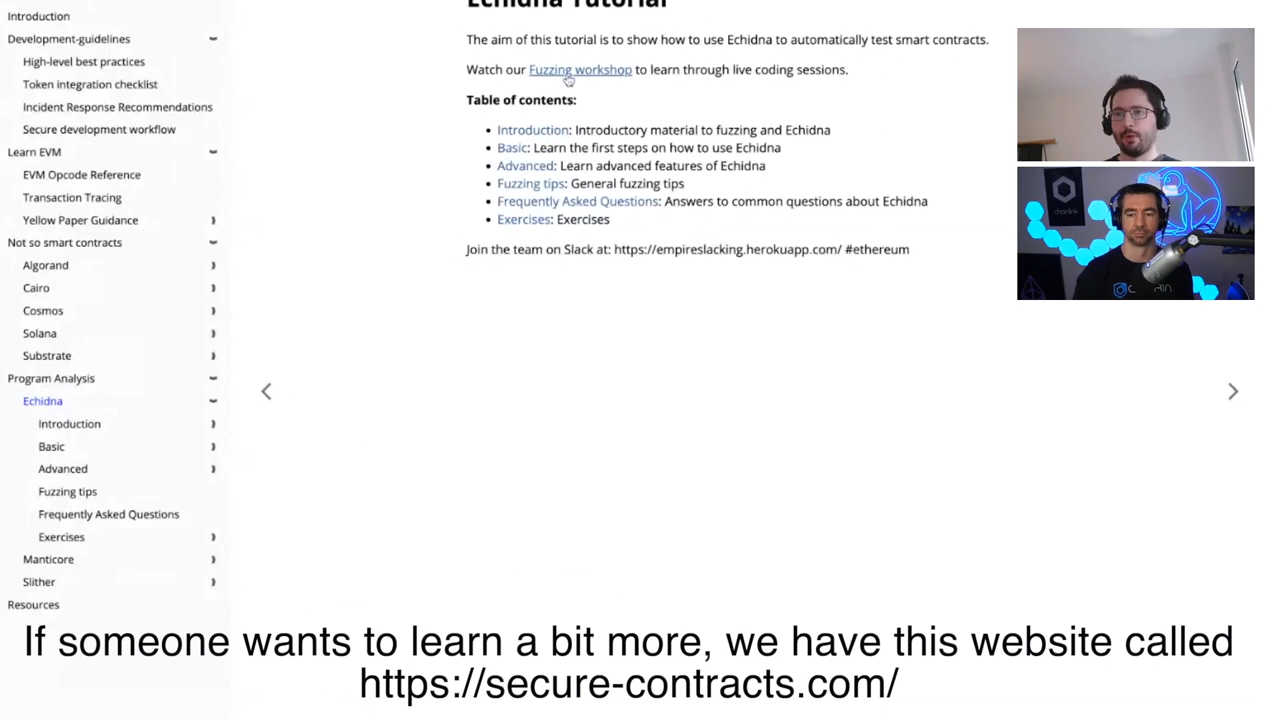 Introduction
Development-guidelines
High-level best practices
Token integration checklist
Incident Response Recommendations
Secure development workflow
Learn EVM
EVM Opcode Reference
Transaction Tracing
Yellow Paper Guidance
Not so smart contracts
Algorand
Cairo
Cosmos
Solana
Substrate
Program Analysis
Echidna
Introduction
Basic
Advanced
Fuzzing tips
Frequently Asked Questions
Exercises
Manticore
Slither
Resources
Echidna Tutorial
The aim of this tutorial is to show how to use Echidna to automatically test smart contracts.
Watch our Fuzzing workshop to learn through live coding sessions.
Table of contents:
• Introduction: Introductory material to fuzzing and Echidna
• Basic: Learn the first steps on how to use Echidna
• Advanced: Learn advanced features of Echidna
• Fuzzing tips: General fuzzing tips
• Frequently Asked Questions: Answers to common questions about Echidna
• Exercises: Exercises
Join the team on Slack at: https://empireslacking.herokuapp.com/ #ethereum
chainlink
If someone wants to learn a bit more, we have this website called
https://secure-contracts.com/